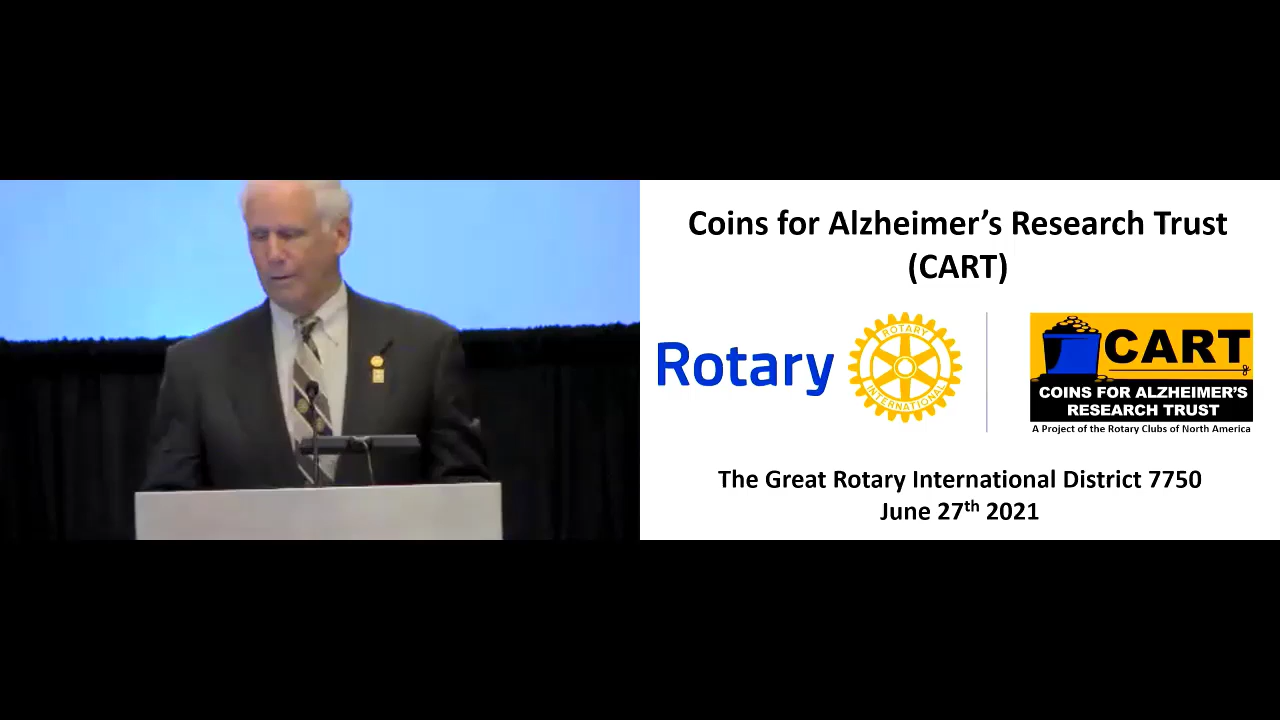 Coins for Alzheimer's Research Trust
(CART)
Rotary
ROTARY
INTERNATIONAL
CART
COINS FOR ALZHEIMER'S
RESEARCH TRUST
A Project of the Rotary Clubs of North America
The Great Rotary International District 7750
June 27th 2021